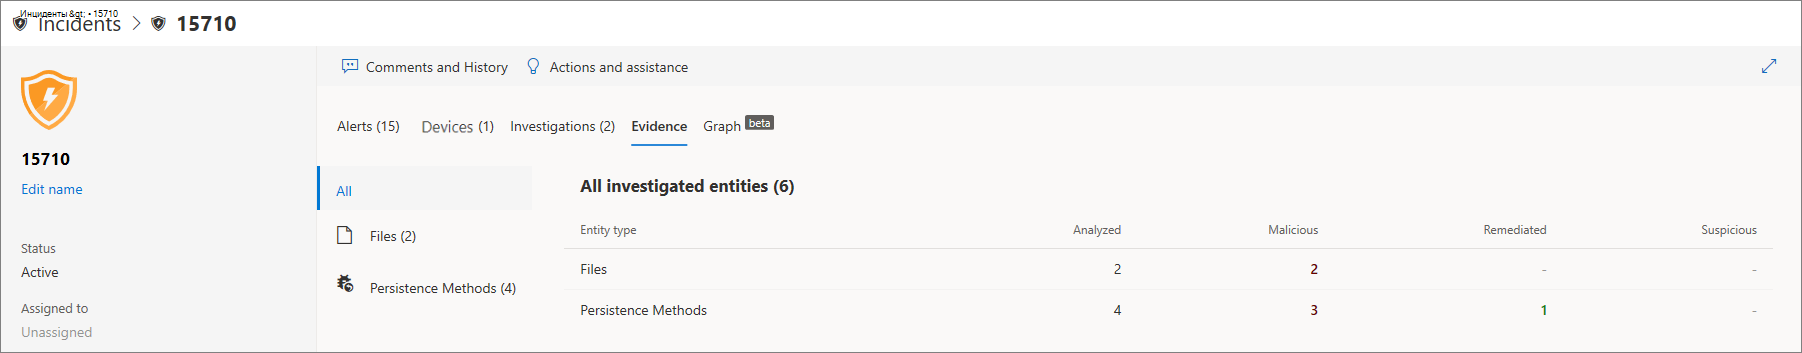 Инциденты &gt; • 15710
Incidents > 15710
Comments and History Actions and assistance
Alerts (15) Devices (1) Investigations (2) Evidence Graph beta
15710
Edit name
Status
Active
Assigned to
Unassigned
All
Files (2)
Persistence Methods (4)
All investigated entities (6)
Entity type Analyzed Malicious Remediated Suspicious
Files 2 2 - -
Persistence Methods 4 3 1 -